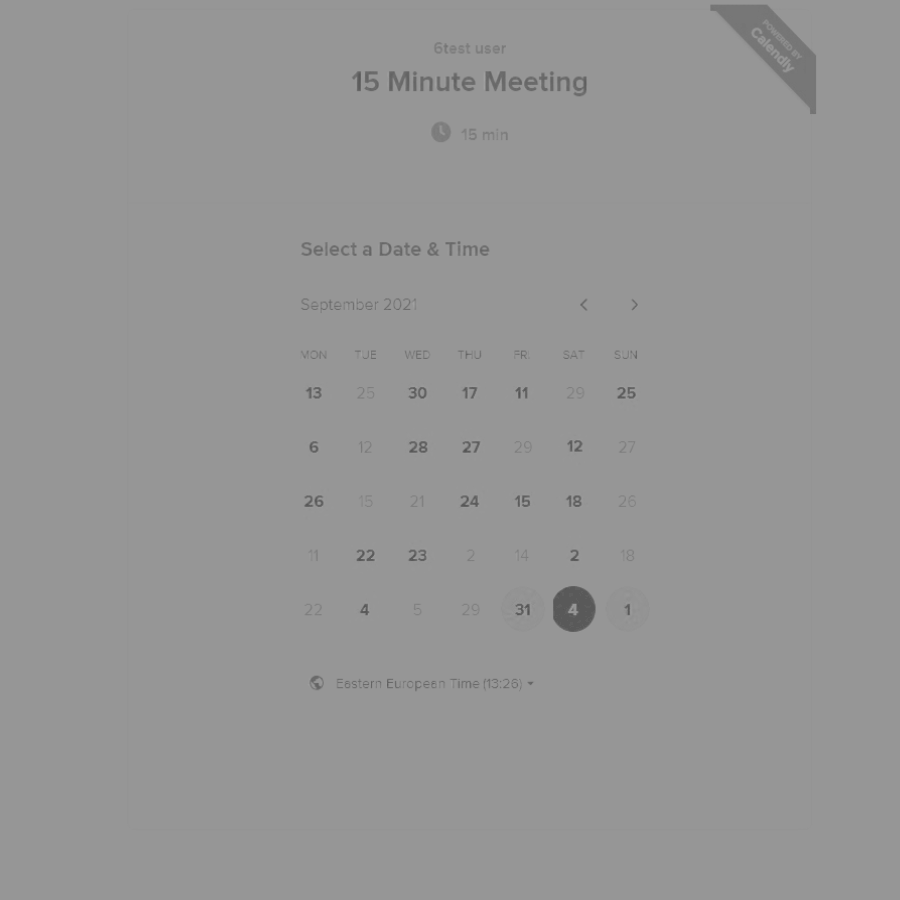 POWERED BY
Calendly
6test user
15 Minute Meeting
15 min
Select a Date & Time
September 2021
MON TUE WED THU FRI SAT SUN
13 25 30 17 11 29 25
6 12 28 27 29 12 27
26 15 21 24 15 18 26
11 22 23 2 14 2 18
22 4 5 29 31 4 1
Eastern European Time (13:26)